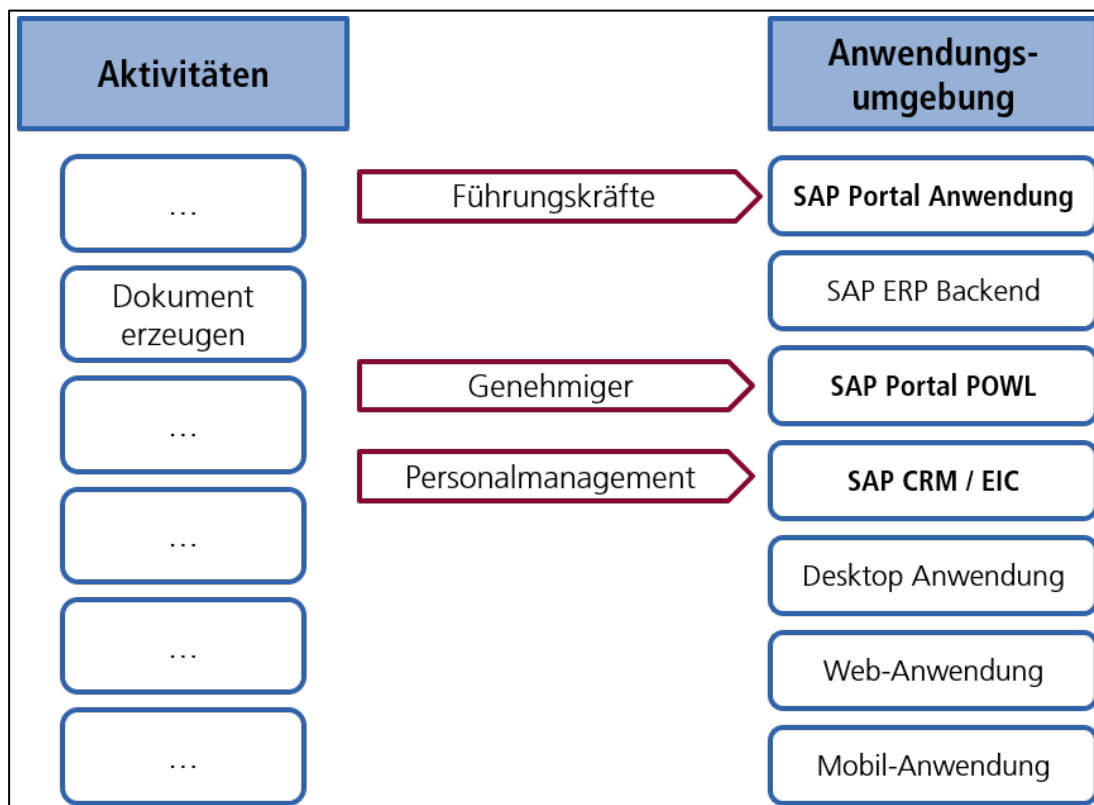 Aktivitäten
Anwendungs-
umgebung
…
Führungskräfte
SAP Portal Anwendung
Dokument
erzeugen
SAP ERP Backend
…
Genehmiger
SAP Portal POWL
Personalmanagement
SAP CRM / EIC
…
Desktop Anwendung
…
Web-Anwendung
…
Mobil-Anwendung